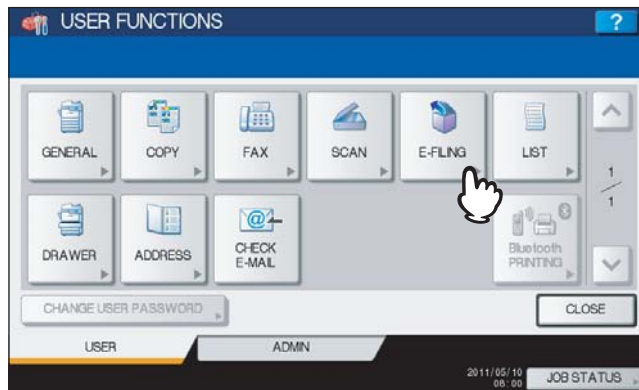 USER FUNCTIONS
?
GENERAL
COPY
FAX
SCAN
E-FILING
LIST
1
1
DRAWER
ADDRESS
@
CHECK
E-MAIL
Bluetooth
PRINTING
CHANGE USER PASSWORD
CLOSE
USER
ADMIN
2011/05/10
06:00
JOB STATUS